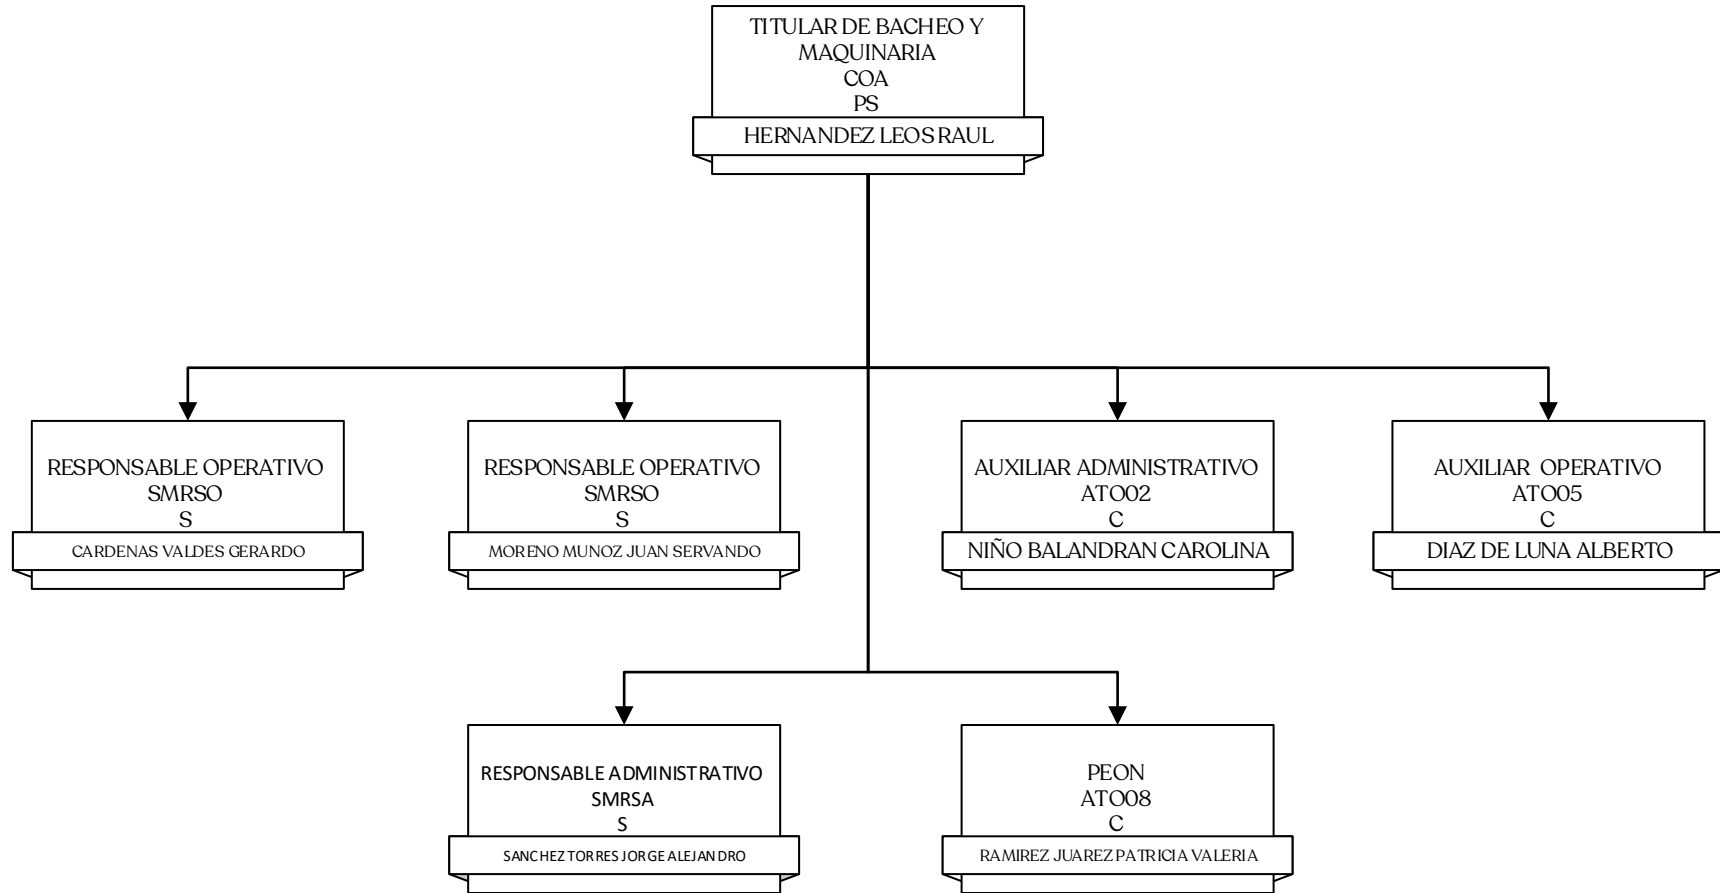 TITULAR DE BACHEO Y
MAQUINARIA
COA
PS
HERNANDEZ LEOS RAUL
RESPONSABLE OPERATIVO
SMRSO
S
CARDENAS VALDES GERARDO
RESPONSABLE OPERATIVO
SMRSO
S
MORENO MUNOZ JUAN SERVANDO
AUXILIAR ADMINISTRATIVO
ATO02
C
NIÑO BALANDRAN CAROLINA
AUXILIAR OPERATIVO
ATO05
C
DIAZ DE LUNA ALBERTO
RESPONSABLE ADMINISTRATIVO
SMRSA
S
SANCHEZ TORRES JORGE ALEJANDRO
PEON
ATO08
C
RAMIREZ JUAREZ PATRICIA VALERIA